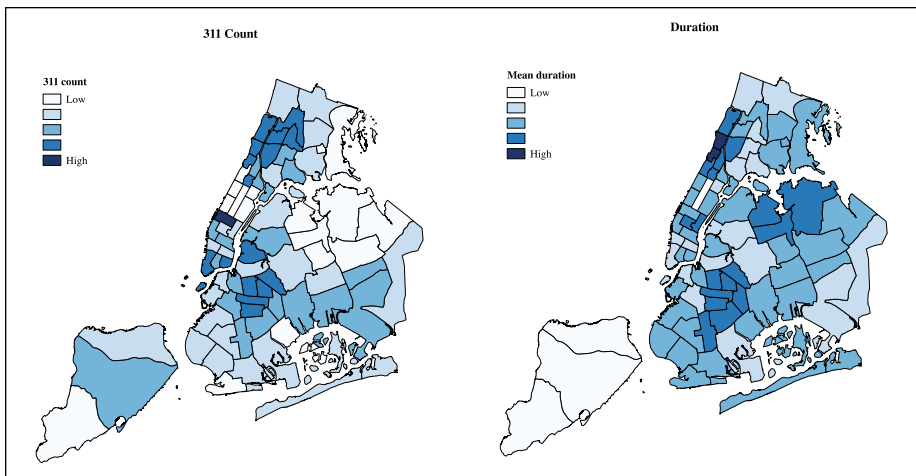 311 Count
311 count
Low
High
Duration
Mean duration
Low
High